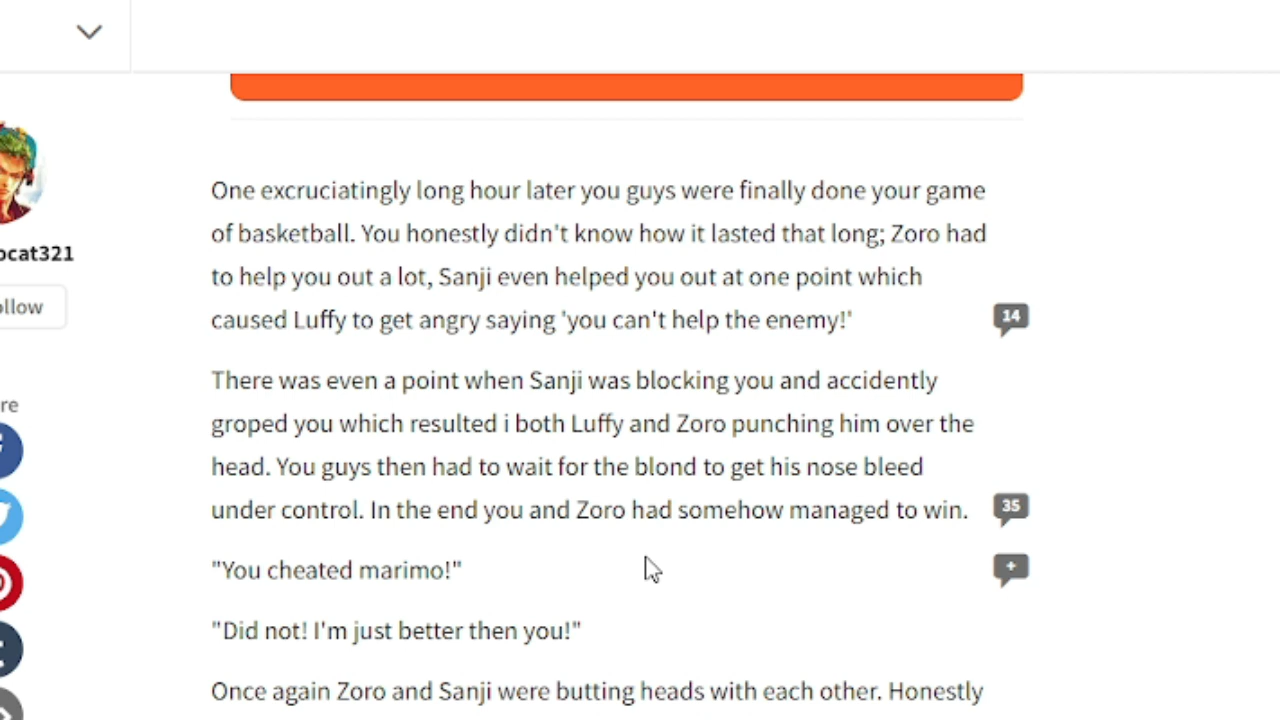 ocat321
ollow
re
One excruciatingly long hour later you guys were finally done your game
of basketball. You honestly didn't know how it lasted that long; Zoro had
to help you out a lot, Sanji even helped you out at one point which
caused Luffy to get angry saying 'you can't help the enemy!'
14
There was even a point when Sanji was blocking you and accidently
groped you which resulted i both Luffy and Zoro punching him over the
head. You guys then had to wait for the blond to get his nose bleed
under control. In the end you and Zoro had somehow managed to win.
35
"You cheated marimo!"
+
"Did not! I'm just better then you!"
Once again Zoro and Sanji were butting heads with each other. Honestly